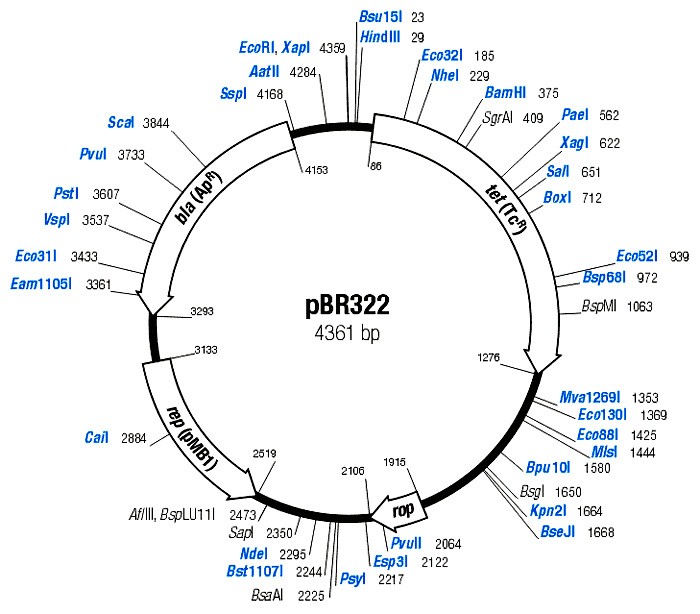 Bsu15I 23
HindIII 29
EcoRI, XapI 4359
AatII 4284
SspI 4168
Eco32I 185
NheI 229
BamHI 375
SgrAI 409
PaeI 562
XagI 622
SalI 651
BoxI 712
Eco52I 939
Bsp68I 972
BspMI 1063
Mva1269I 1353
Eco130I 1369
Eco88I 1425
MlsI 1444
Bpu10I 1580
BsgI 1650
Kpn2I 1664
BseJI 1668
PvuII 2064
Esp3I 2122
PsyI 2217
BsaAI 2225
Bst1107I 2244
NdeI 2295
SapI 2350
AflIII, BspLU11I 2473
CaiI 2884
Eam1105I 3361
Eco31I 3433
VspI 3537
PstI 3607
PvuI 3733
ScaI 3844
4153
86
bla (ApR)
tet (TcR)
3293
3133
1276
pBR322
4361 bp
rep (pMB1)
2519
2106
1915
rop